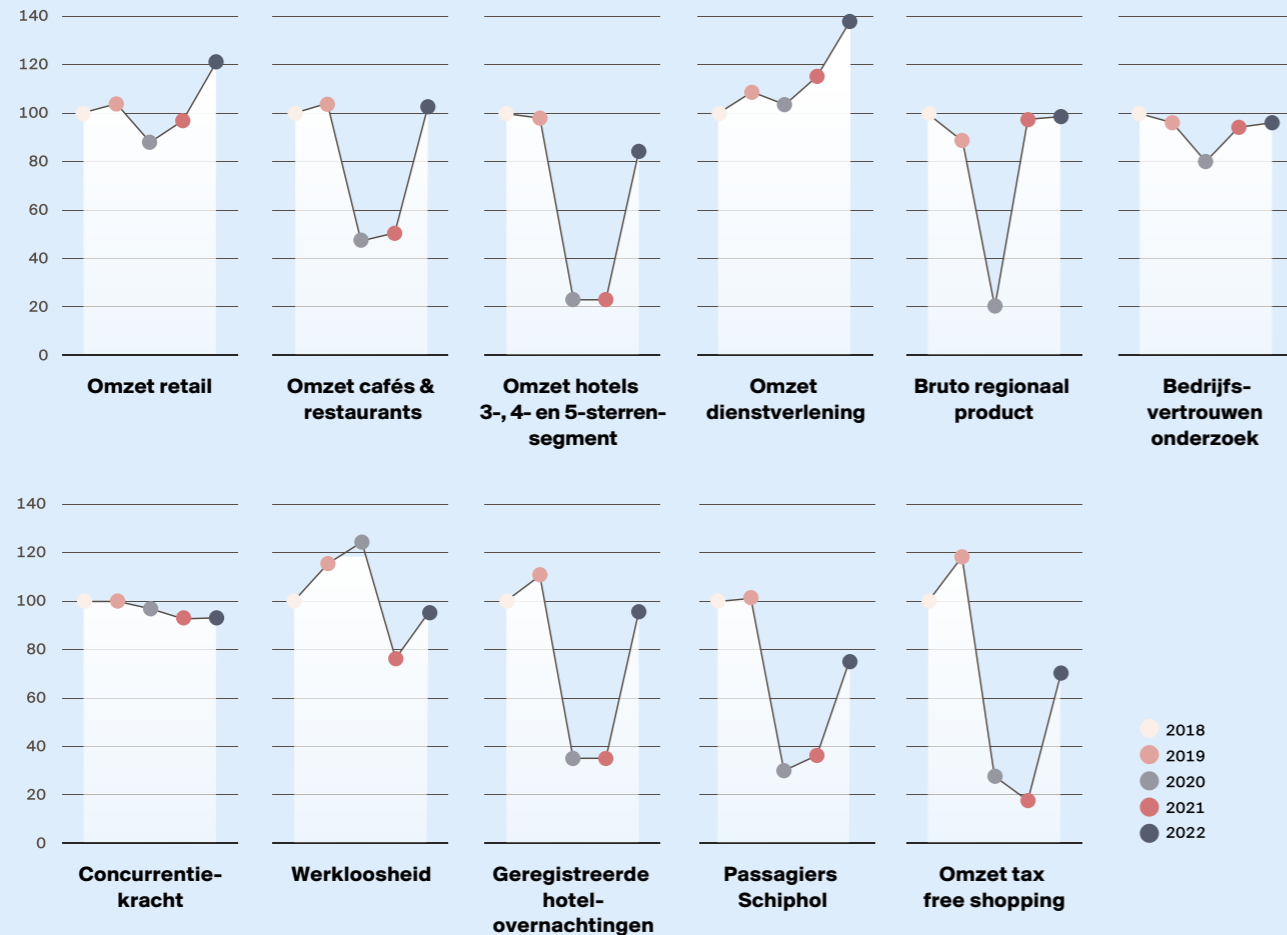 140
120
100
80
60
40
20
0
Omzet retail
Omzet cafés &
restaurants
Omzet hotels
3-, 4- en 5-sterren-
segment
Omzet
dienstverlening
Bruto regionaal
product
Bedrijfs-
vertrouwen
onderzoek
140
120
100
80
60
40
20
0
Concurrentie-
kracht
Werkloosheid
Geregistreerde
hotel-
overnachtingen
Passagiers
Schiphol
Omzet tax
free shopping
2018
2019
2020
2021
2022